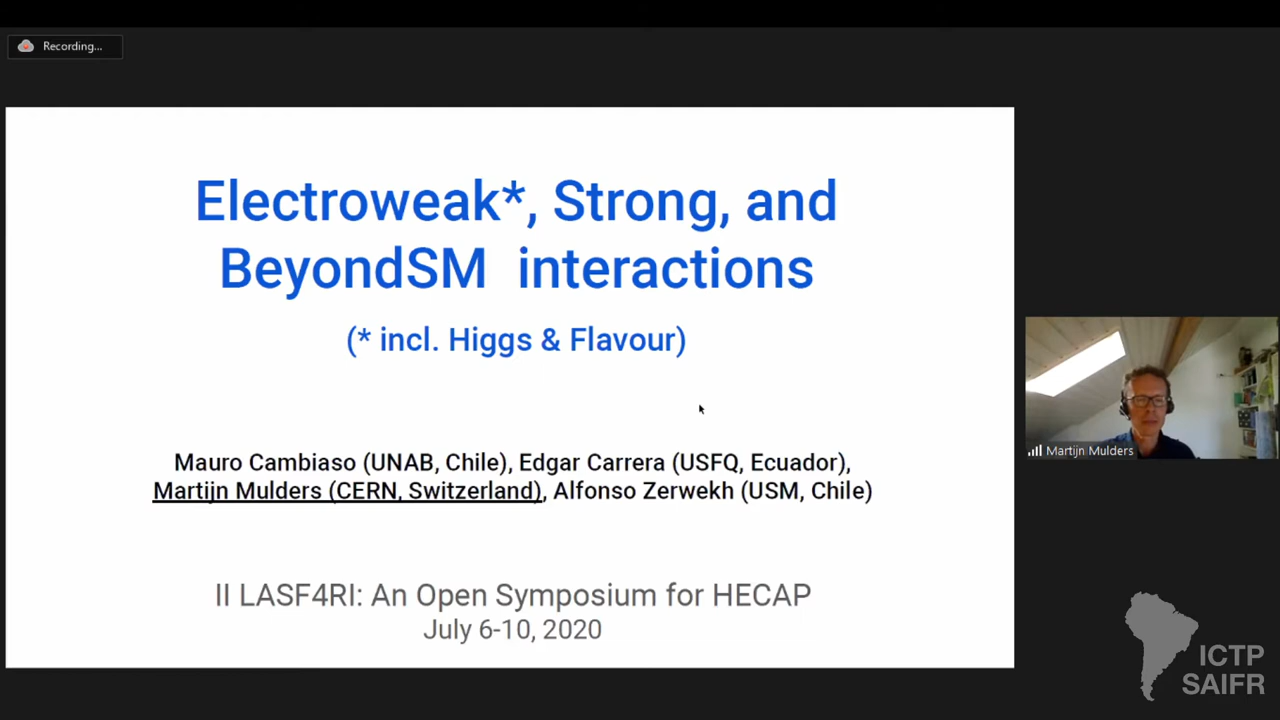 Recording...
Electroweak*, Strong, and
BeyondSM interactions
(* incl. Higgs & Flavour)
Mauro Cambiaso (UNAB, Chile), Edgar Carrera (USFQ, Ecuador),
Martijn Mulders (CERN, Switzerland), Alfonso Zerwekh (USM, Chile)
II LASF4RI: An Open Symposium for HECAP
July 6-10, 2020
Martijn Mulders
ICTP
SAIFR